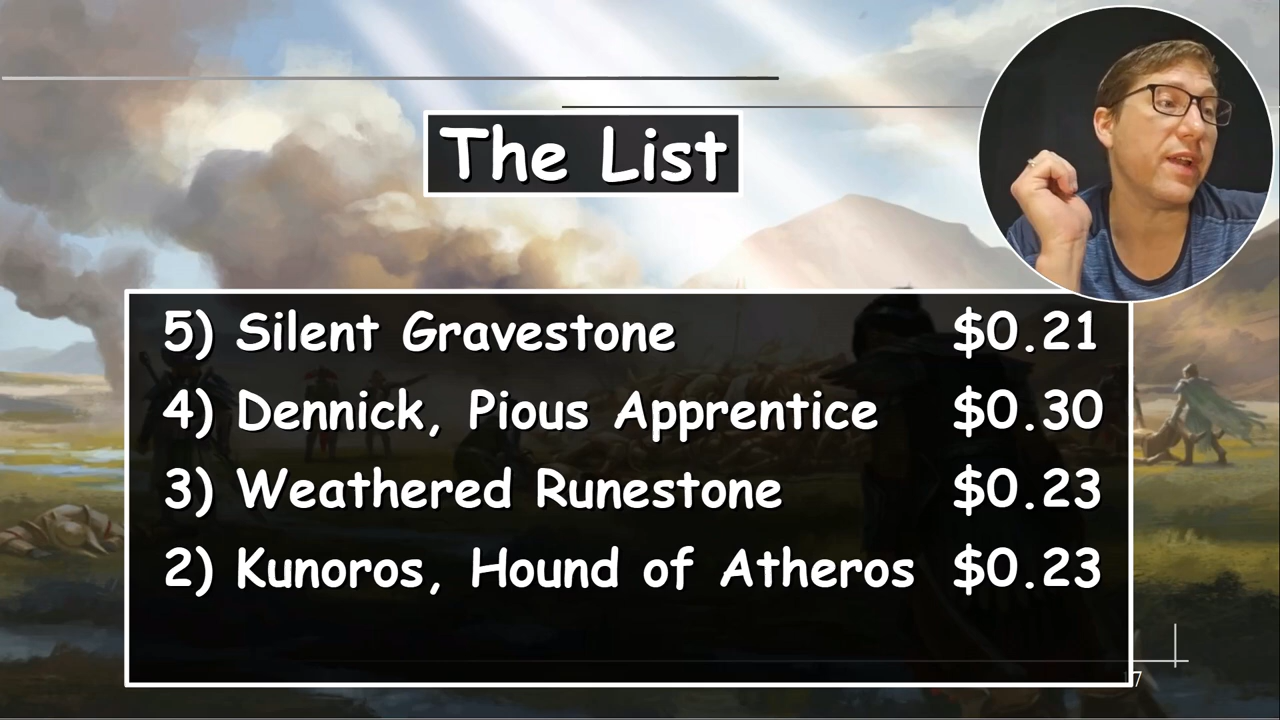 The List
5) Silent Gravestone $0.21
4) Dennick, Pious Apprentice $0.30
3) Weathered Runestone $0.23
2) Kunoros, Hound of Atheros $0.23
7